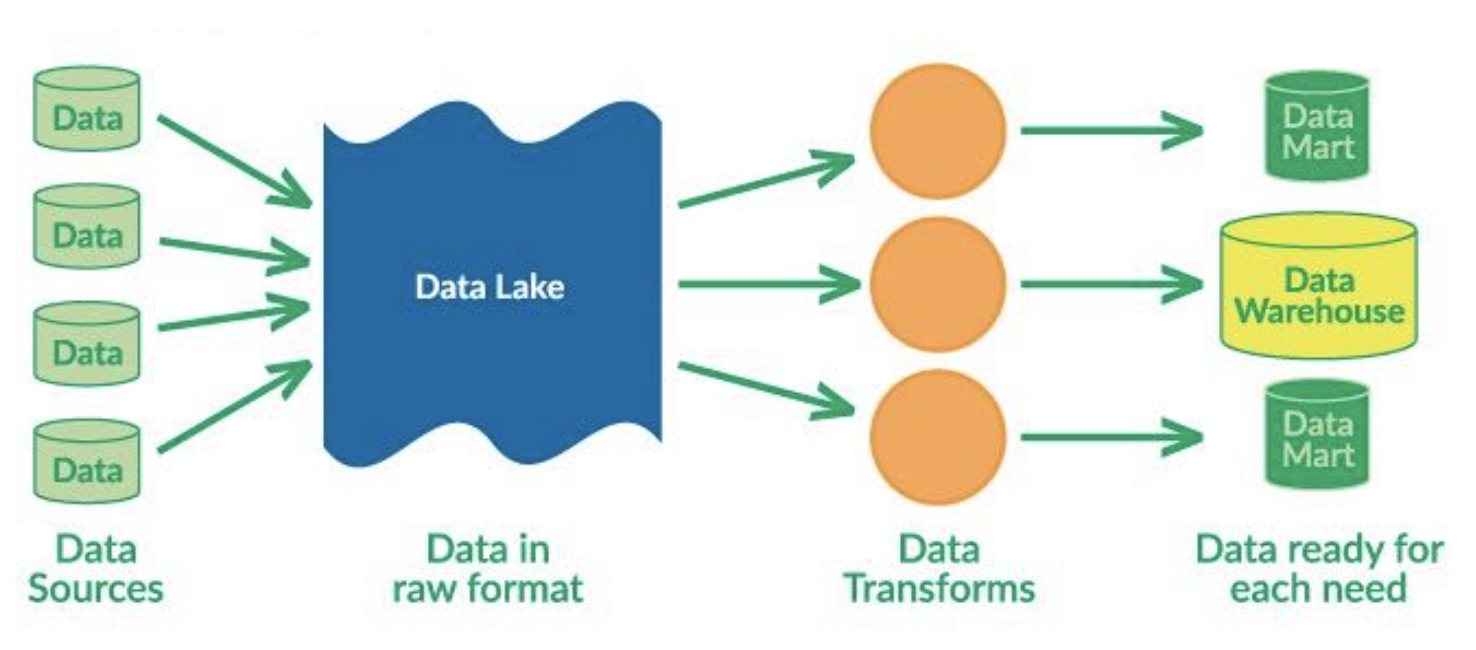 Data
Data
Data
Data
Data Lake
Data
Mart
Data
Warehouse
Data
Mart
Data
Sources
Data in
raw format
Data
Transforms
Data ready for
each need